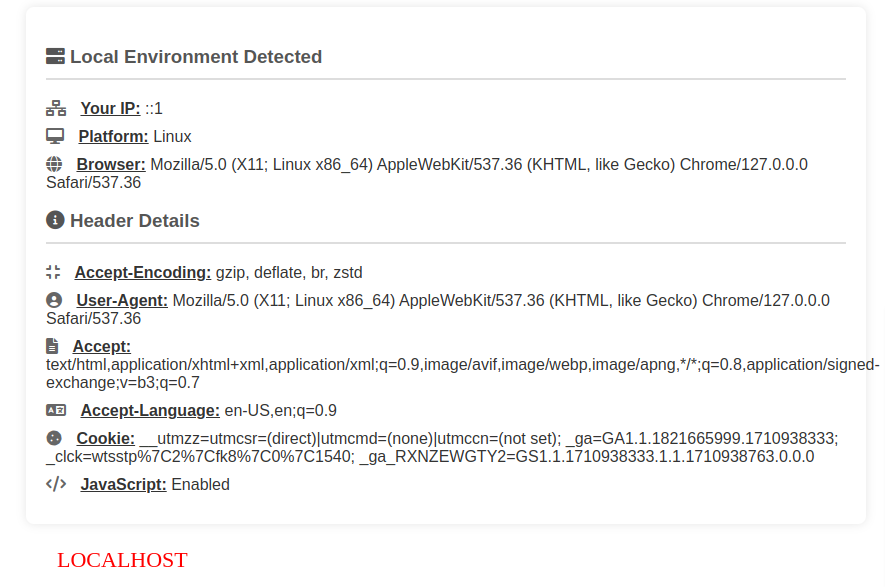 Local Environment Detected
Your IP: ::1
Platform: Linux
Browser: Mozilla/5.0 (X11; Linux x86_64) AppleWebKit/537.36 (KHTML, like Gecko) Chrome/127.0.0.0
Safari/537.36
Header Details
Accept-Encoding: gzip, deflate, br, zstd
User-Agent: Mozilla/5.0 (X11; Linux x86_64) AppleWebKit/537.36 (KHTML, like Gecko) Chrome/127.0.0.0
Safari/537.36
Accept:
text/html,application/xhtml+xml,application/xml;q=0.9,image/avif,image/webp,image/apng,*/*;q=0.8,application/signed-
exchange;v=b3;q=0.7
Accept-Language: en-US,en;q=0.9
Cookie: __utmzz=utmcsr=(direct)|utmcmd=(none)|utmccn=(not set); _ga=GA1.1.1821665999.1710938333;
_clck=wtsstp%7C2%7Cfk8%7C0%7C1540; _ga_RXNZEWGTY2=GS1.1.1710938333.1.1.1710938763.0.0.0
JavaScript: Enabled
LOCALHOST